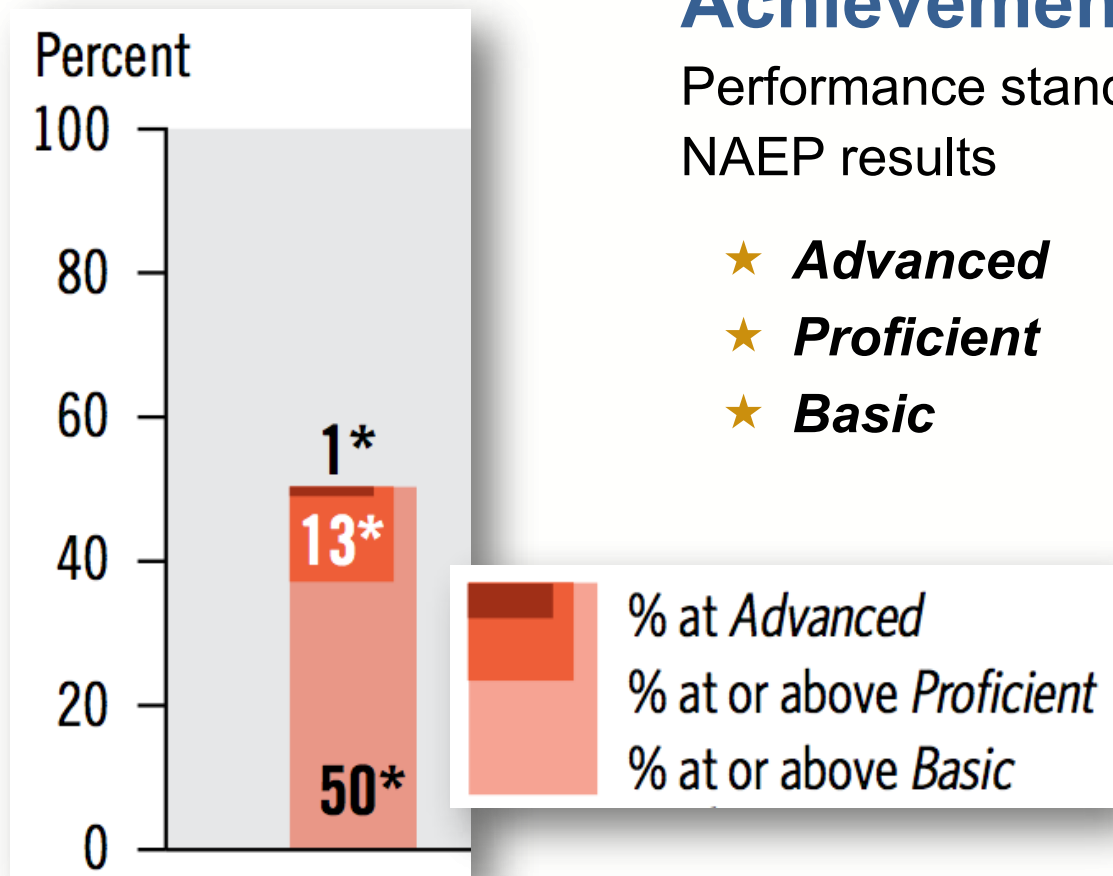 Percent
100
80
60
40
20
0
1*
13*
50*
Performance
NAEP results
★ Advanced
★ Proficient
★ Basic
% at Advanced
% at or above Proficient
% at or above Basic